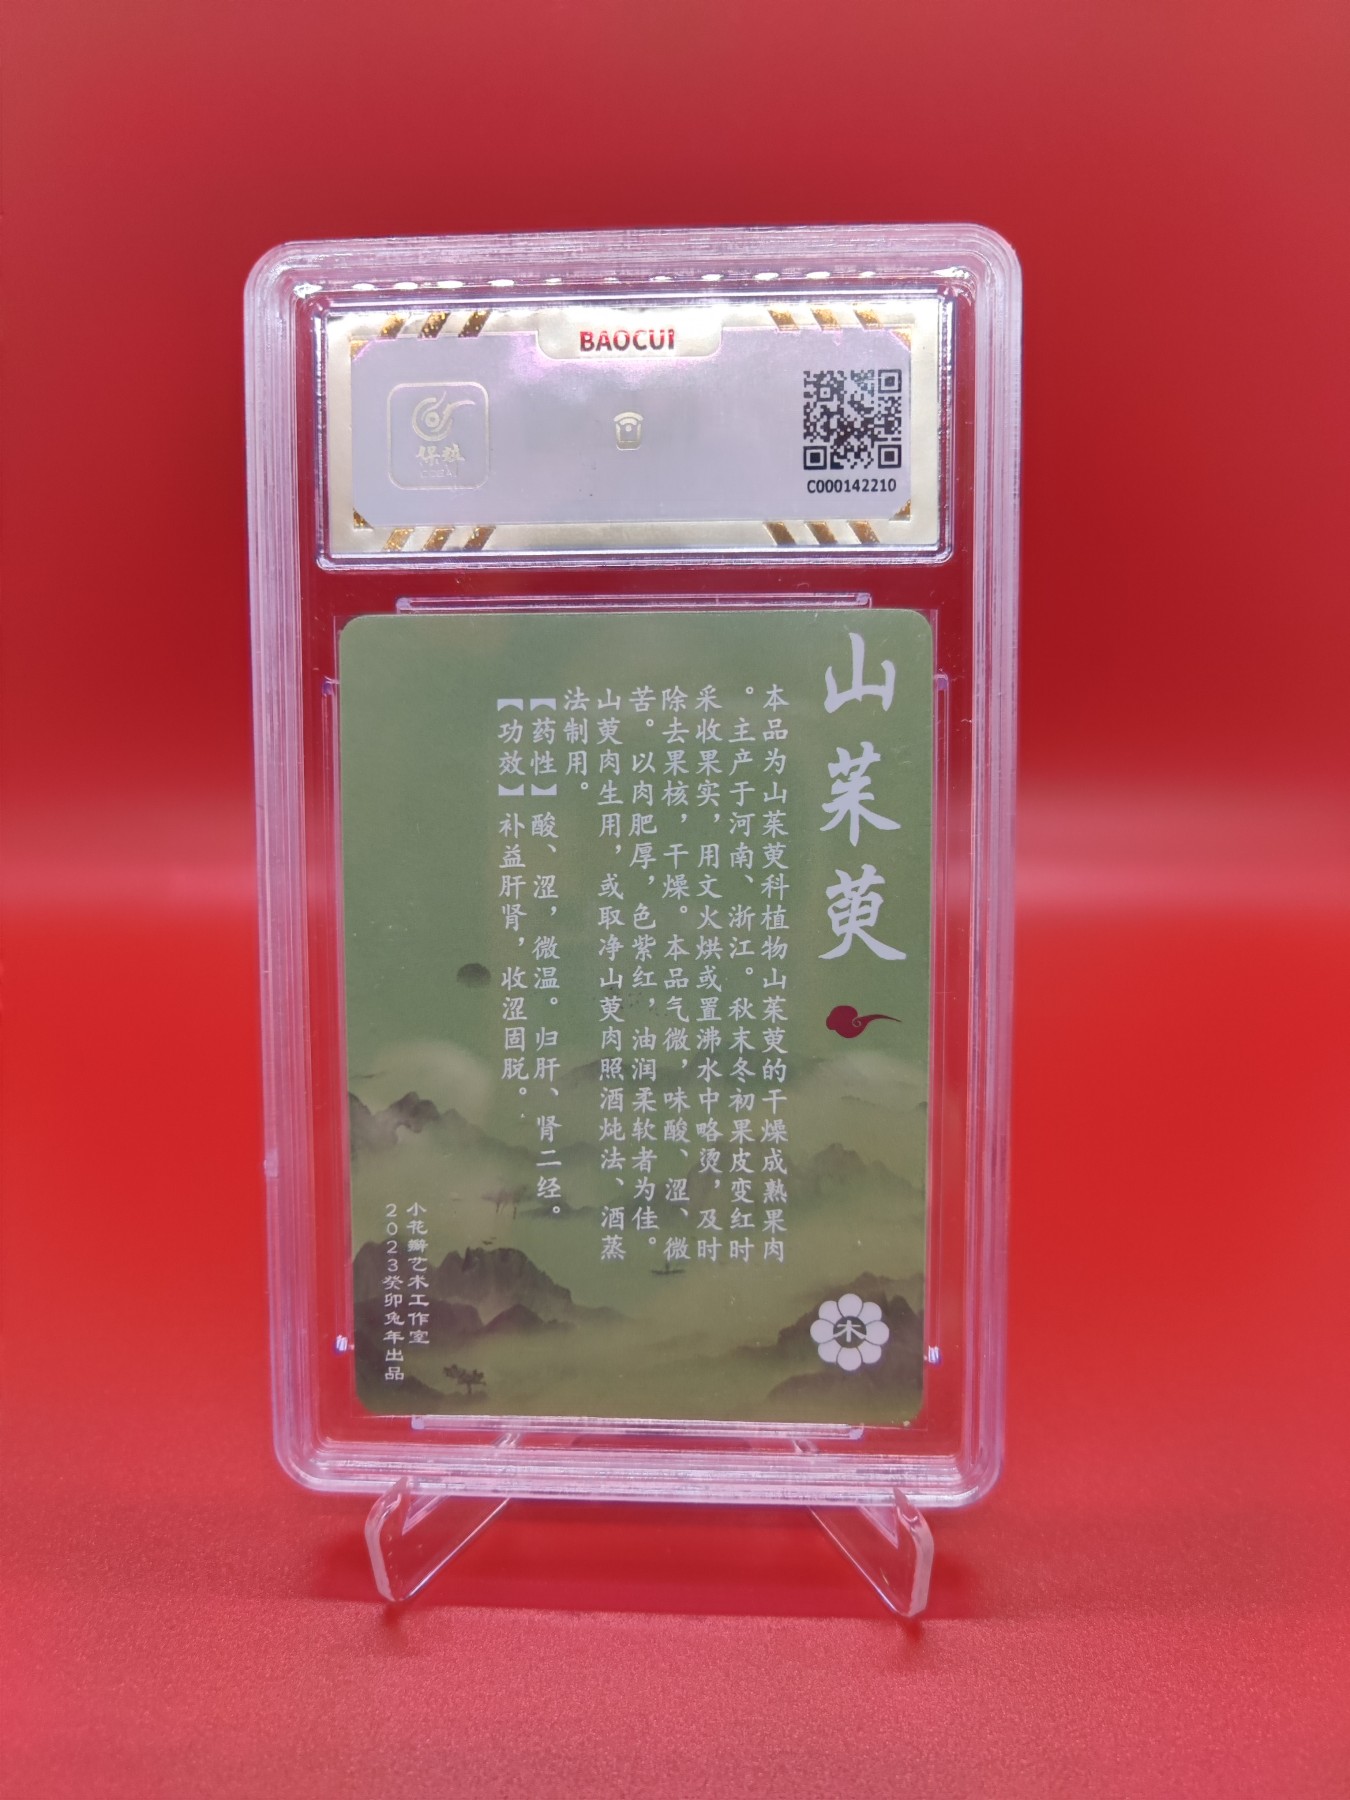 BAOCUI
保粹
C000142210
山茱萸
本品为山茱萸科植物山茱萸的干燥成熟果肉
。主产于河南、浙江。秋末冬初果皮变红时
采收果实，用文火烘或置沸水中略烫，及时
除去果核，干燥。本品气微，味酸、涩、微
苦。以肉肥厚，色紫红，油润柔软者为佳。
山萸肉生用，或取净山萸肉照酒炖法、酒蒸
法制用。
【药性】酸、涩，微温。归肝、肾二经。
【功效】补益肝肾，收涩固脱。
木
小花瓣艺术工作室
2023癸卯兔年出品